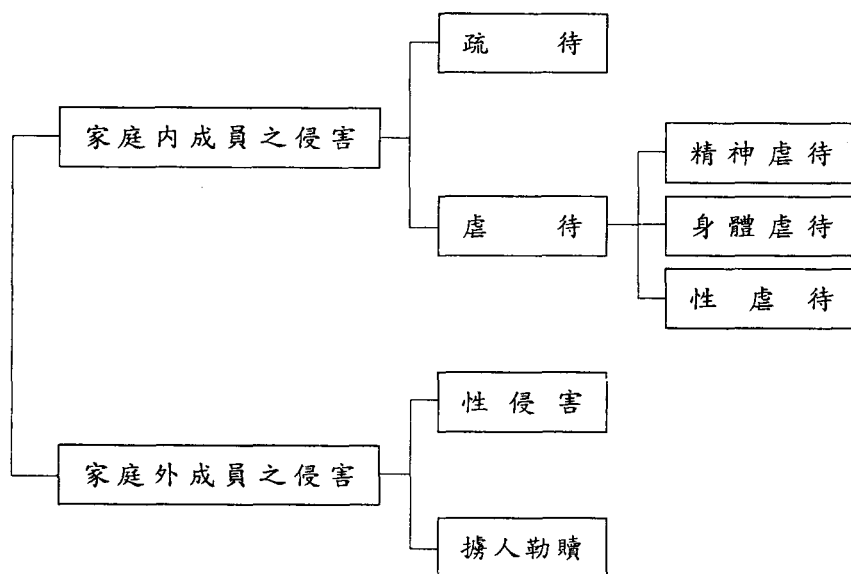 疏待
家庭内成員之侵害
精神虐待
虐待
身體虐待
性虐待
性侵害
家庭外成員之侵害
擄人勒贖